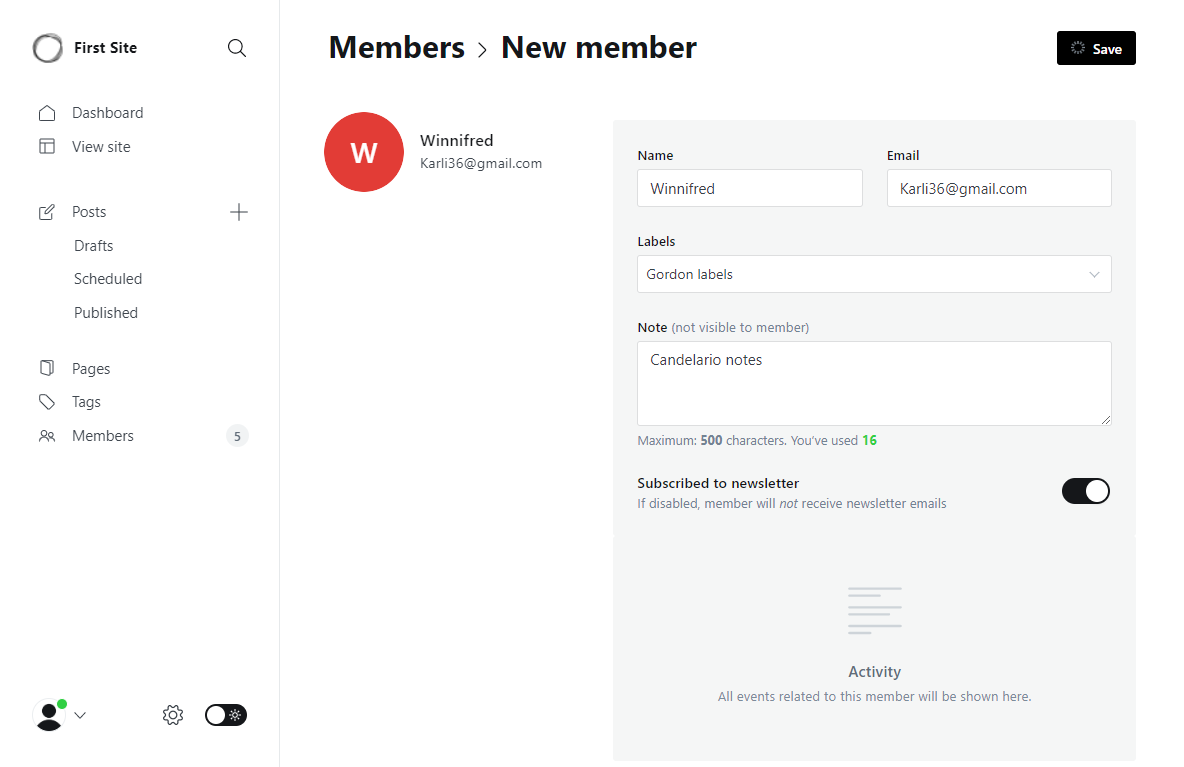 First Site
Dashboard
View site
Posts
Drafts
Scheduled
Published
Pages
Tags
Members 5
Members > New member
Save
W
Winnifred
Karli36@gmail.com
Name
Winnifred
Email
Karli36@gmail.com
Labels
Gordon labels
Note (not visible to member)
Candelario notes
Maximum: 500 characters. You've used 16
Subscribed to newsletter
If disabled, member will not receive newsletter emails
Activity
All events related to this member will be shown here.